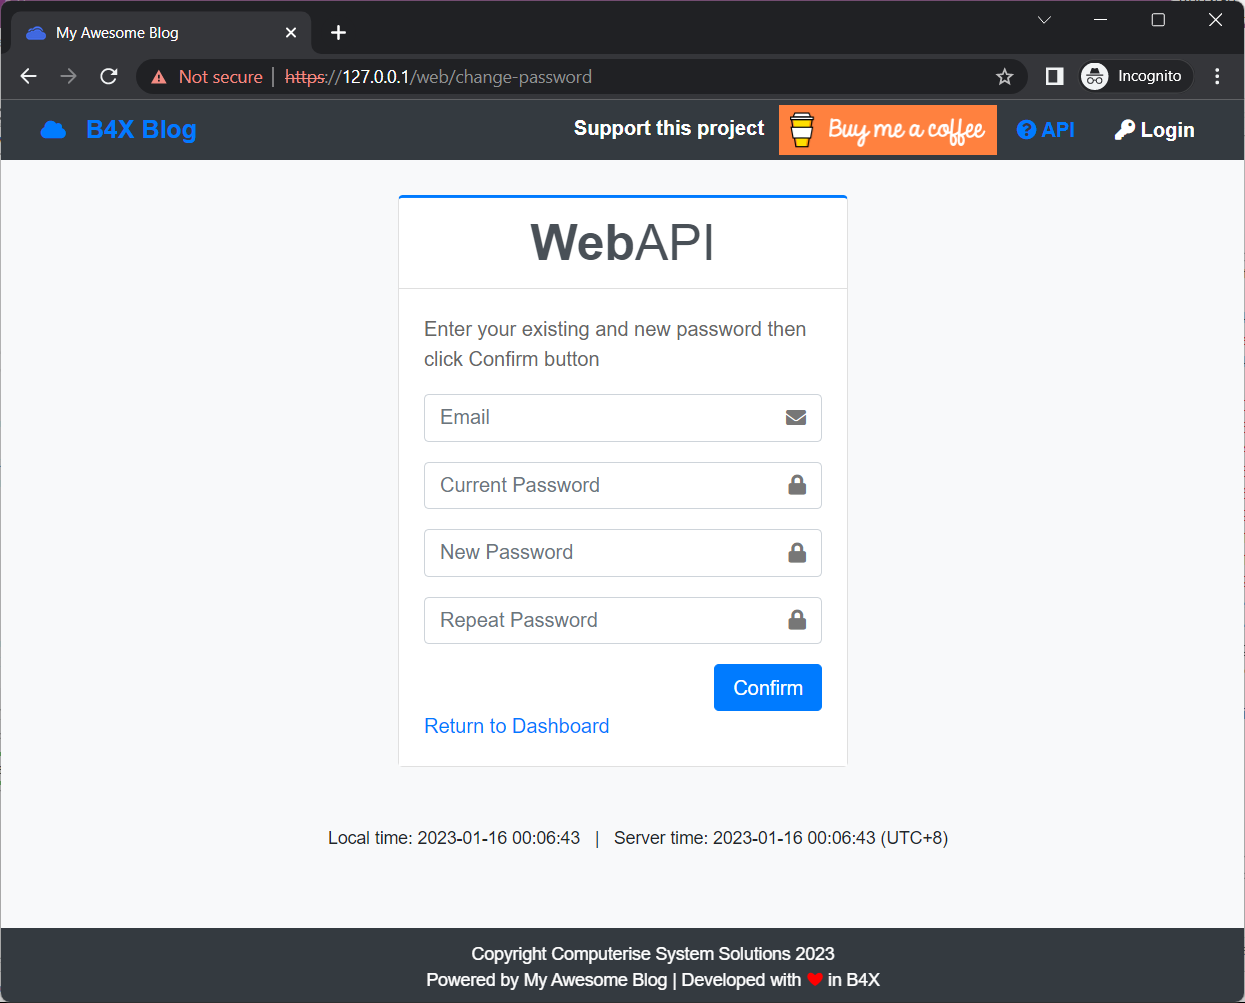 My Awesome Blog
Not secure | https://127.0.0.1/web/change-password
Incognito
B4X Blog
Support this project
Buy me a coffee
API
Login
WebAPI
Enter your existing and new password then
click Confirm button
Email
Current Password
New Password
Repeat Password
Confirm
Return to Dashboard
Local time: 2023-01-16 00:06:43 | Server time: 2023-01-16 00:06:43 (UTC+8)
Copyright Computerise System Solutions 2023
Powered by My Awesome Blog | Developed with ❤ in B4X